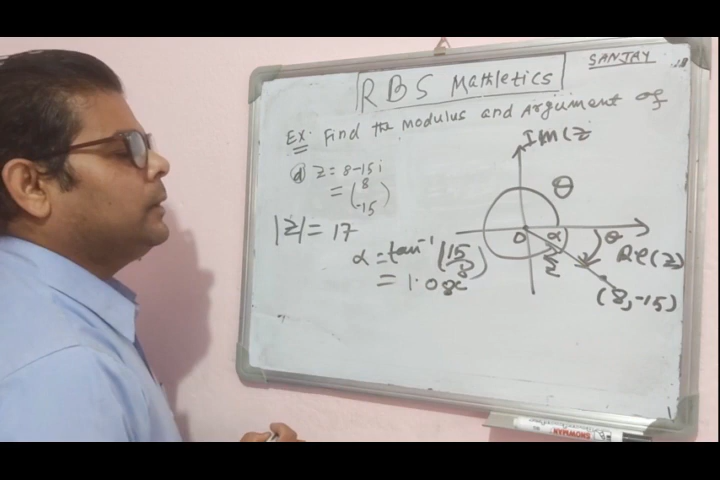 SANJAY
RBS Mathletics
EX: Find the Modulus and Argument of
(d) z = 8-15i
= (8
-15)
|z| = 17
α = tan⁻¹ (15/8)
= 1.08ᶜ
Im(z
θ
O α θ
z
Re(z)
(8,-15)
SNOWMAN